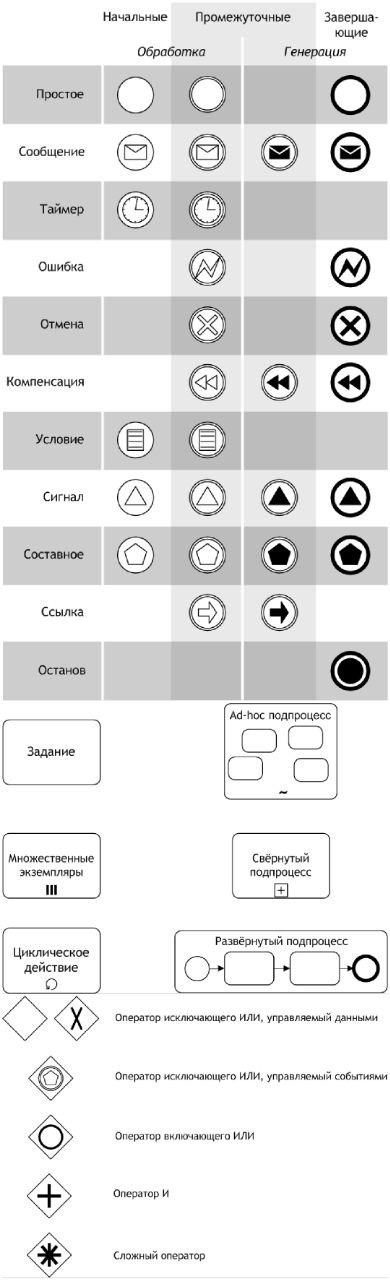 Начальные Промежуточные Заверша-
ющие
Обработка Генерация
Простое
Сообщение
Таймер
Ошибка
Отмена
Компенсация
Условие
Сигнал
Составное
Ссылка
Останов
Задание
Ad-hoc подпроцесс
~
Множественные
экземпляры
Свёрнутый
подпроцесс
+
Циклическое
действие
Развёрнутый подпроцесс
Оператор исключающего ИЛИ, управляемый данными
Оператор исключающего ИЛИ, управляемый событиями
Оператор включающего ИЛИ
Оператор И
Сложный оператор